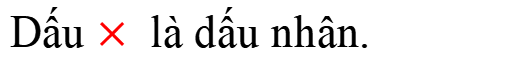 Dấu × là dấu nhân.